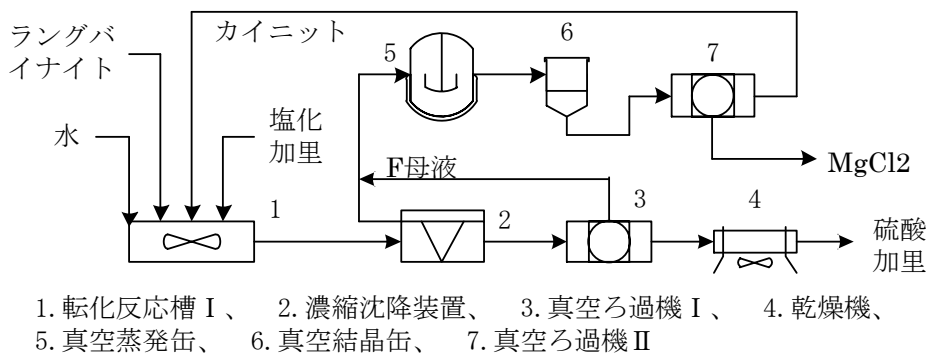 ラングバ
イナイト
カイニット
5
6
7
水
塩化
加里
MgCl2
F母液
1
2
3
4
硫酸
加里
1.転化反応槽Ⅰ、 2.濃縮沈降装置、 3.真空ろ過機Ⅰ、 4.乾燥機、
5.真空蒸発缶、 6.真空結晶缶、 7.真空ろ過機Ⅱ